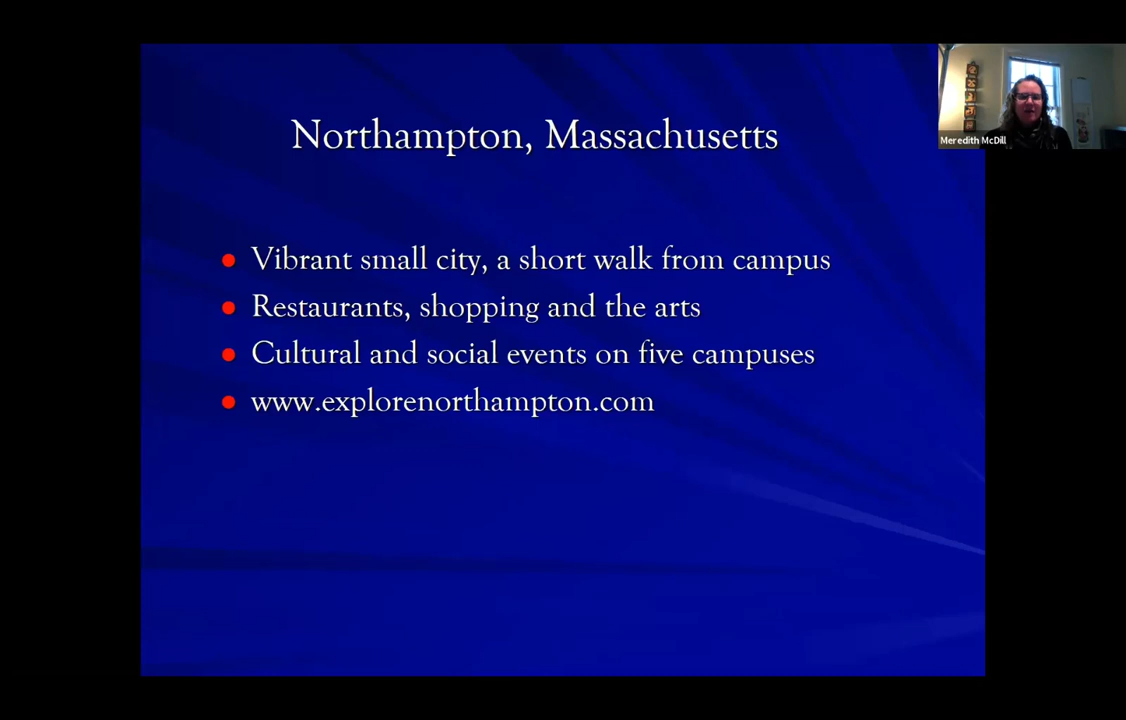 Northampton, Massachusetts
Meredith McDill
Vibrant small city, a short walk from campus
Restaurants, shopping and the arts
Cultural and social events on five campuses
www.explorenorthampton.com